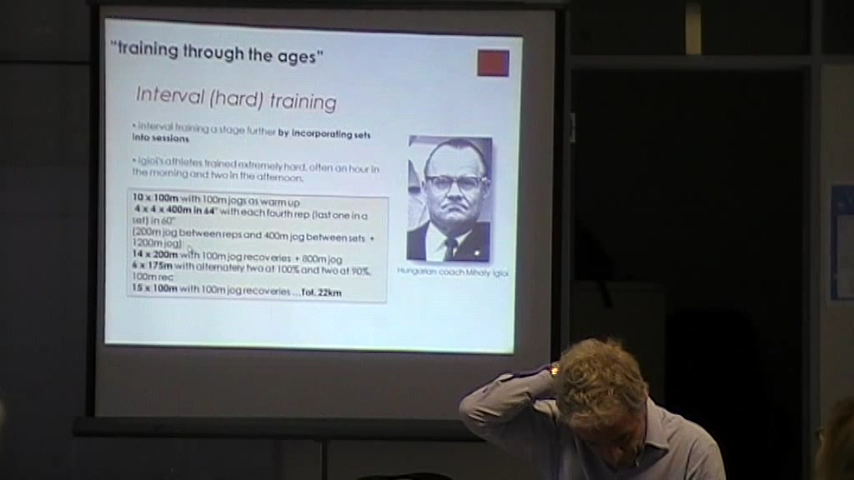 "training through the ages"
Interval (hard) training
• Interval training a stage further by incorporating sets
into sessions
• Igloi's athletes trained extremely hard, often an hour in
the morning and two in the afternoon.
10 x 100m with 100m jogs as warm up
4 x 4 x 400m in 64" with each fourth rep (last one in a
set) in 60"
(200m jog between reps and 400m jog between sets +
1200m jog)
14 x 200m with 100m jog recoveries + 800m jog
6 x 175m with alternately two at 100% and two at 90%,
100m rec
15 x 100m with 100m jog recoveries ...Tot. 22km
Hungarian coach Mihaly Igloi